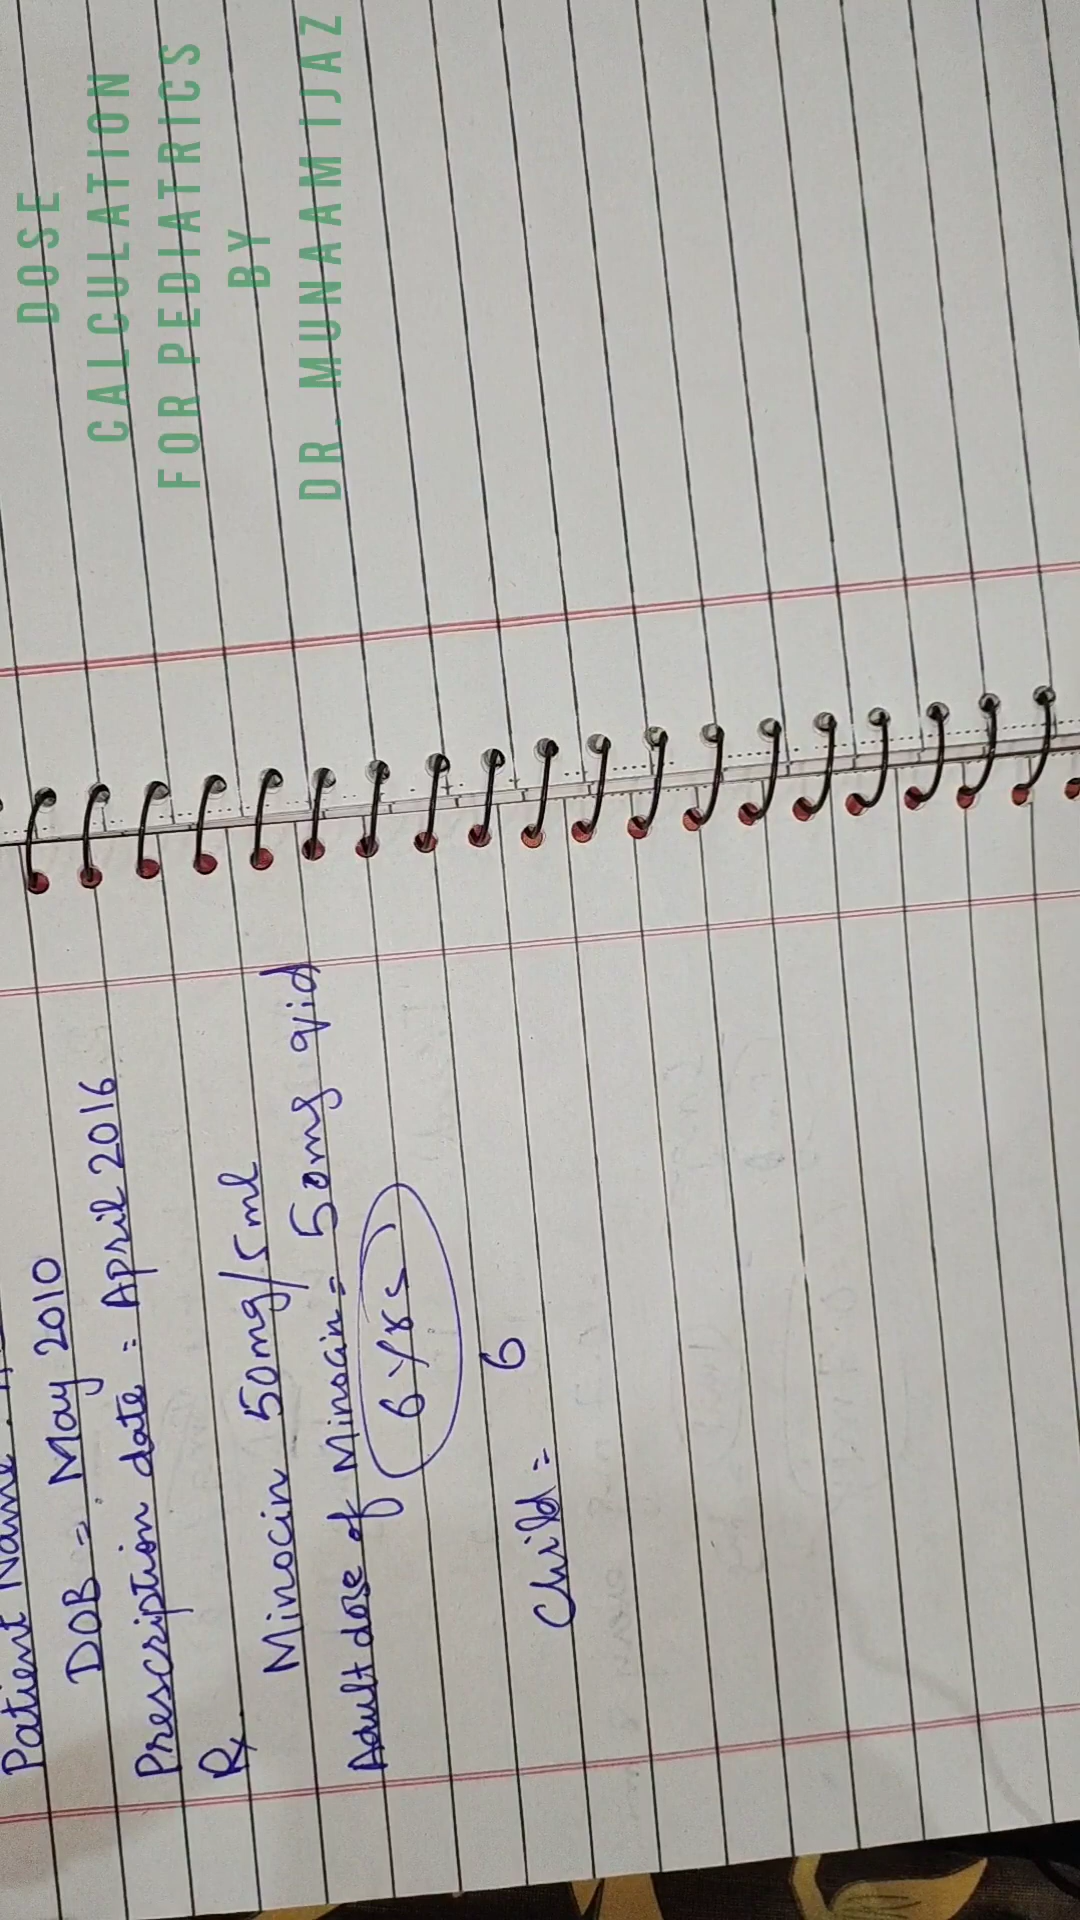 DOSE
CALCULATION
FOR PEDIATRICS
BY
DR. MUNAAM IJAZ
Patient Name:
DOB = May 2010
Prescription date = April 2016
Rx
Minocin 50mg/5ml
Adult dose of Minocin = 50mg qid
6 yrs
6
Child =